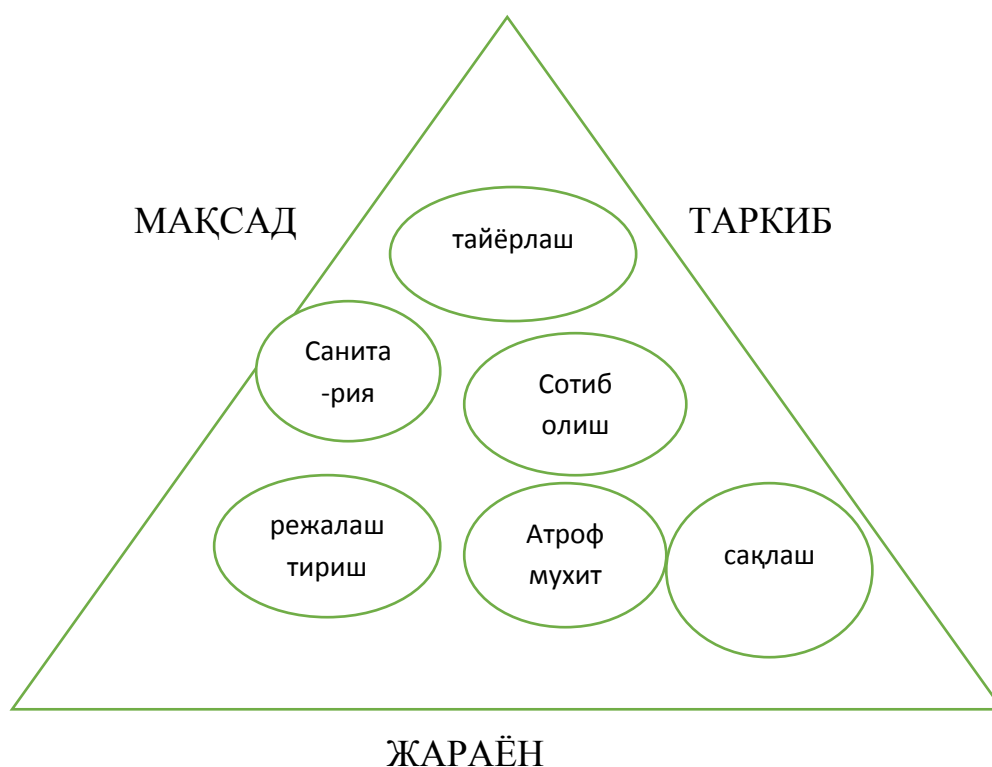 МАҚСАД
ТАРКИБ
тайёрлаш
Санита
-рия
Сотиб
олиш
режалаш
тириш
Атроф
мухит
сақлаш
ЖАРАЁН